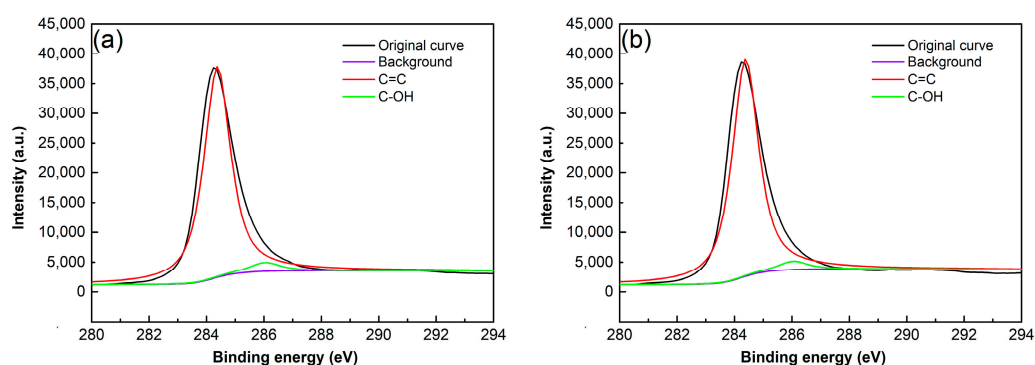 (a)
Original curve
Background
C=C
C-OH
45,000
40,000
35,000
30,000
25,000
20,000
15,000
10,000
5,000
0
Intensity (a.u.)
280 282 284 286 288 290 292 294
Binding energy (eV)
(b)
Original curve
Background
C=C
C-OH
45,000
40,000
35,000
30,000
25,000
20,000
15,000
10,000
5,000
0
Intensity (a.u.)
280 282 284 286 288 290 292 294
Binding energy (eV)